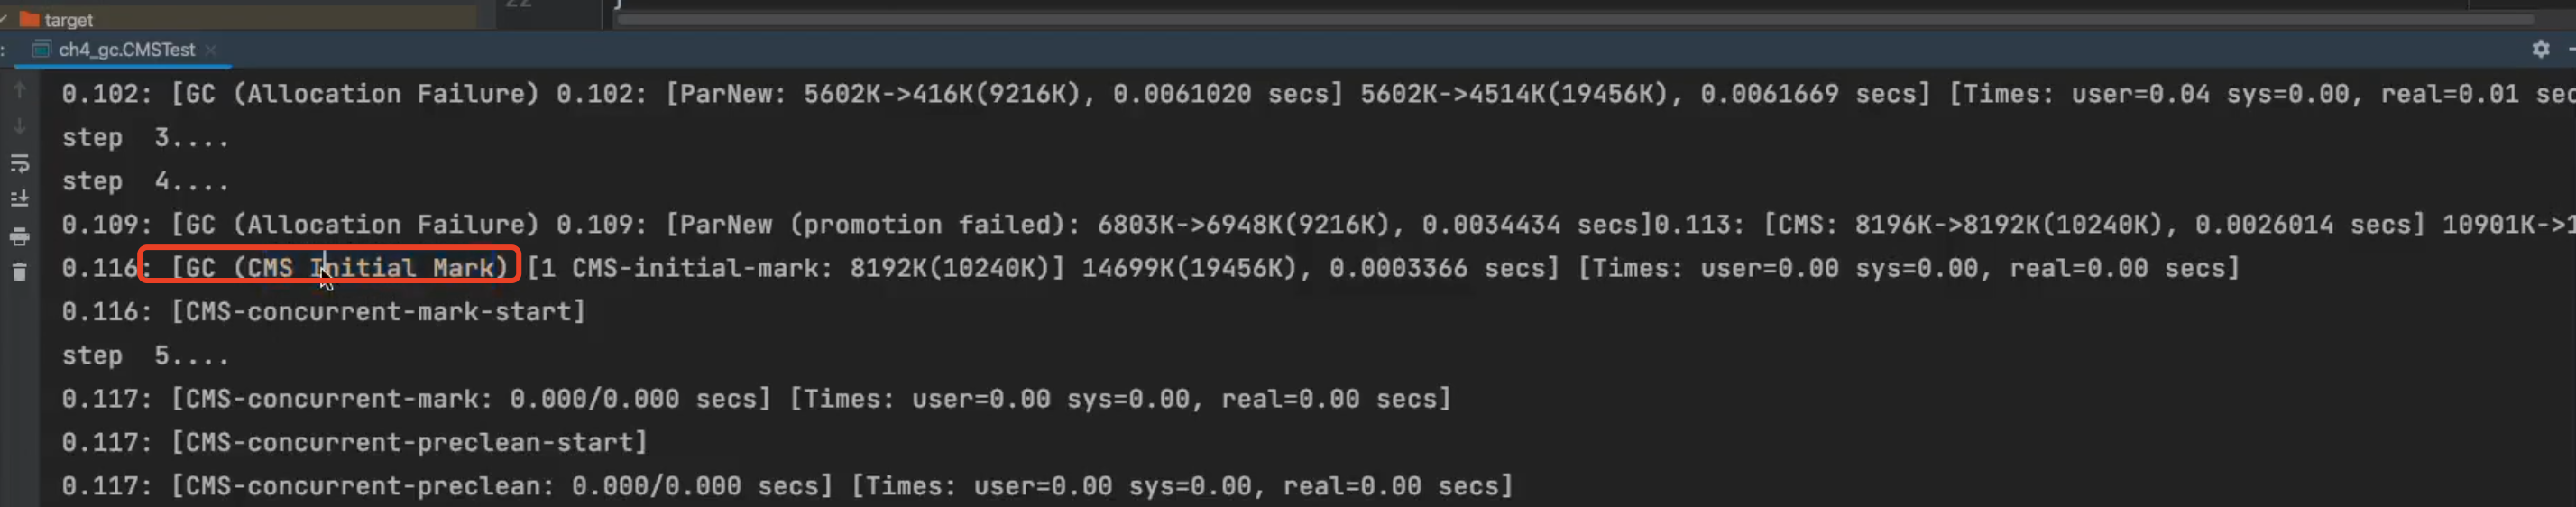 target
22
ch4_gc.CMSTest
0.102: [GC (Allocation Failure) 0.102: [ParNew: 5602K->416K(9216K), 0.0061020 secs] 5602K->4514K(19456K), 0.0061669 secs] [Times: user=0.04 sys=0.00, real=0.01 sec
step  3....
step  4....
0.109: [GC (Allocation Failure) 0.109: [ParNew (promotion failed): 6803K->6948K(9216K), 0.0034434 secs]0.113: [CMS: 8196K->8192K(10240K), 0.0026014 secs] 10901K->1
0.116: [GC (CMS Initial Mark) [1 CMS-initial-mark: 8192K(10240K)] 14699K(19456K), 0.0003366 secs] [Times: user=0.00 sys=0.00, real=0.00 secs]
0.116: [CMS-concurrent-mark-start]
step  5....
0.117: [CMS-concurrent-mark: 0.000/0.000 secs] [Times: user=0.00 sys=0.00, real=0.00 secs]
0.117: [CMS-concurrent-preclean-start]
0.117: [CMS-concurrent-preclean: 0.000/0.000 secs] [Times: user=0.00 sys=0.00, real=0.00 secs]